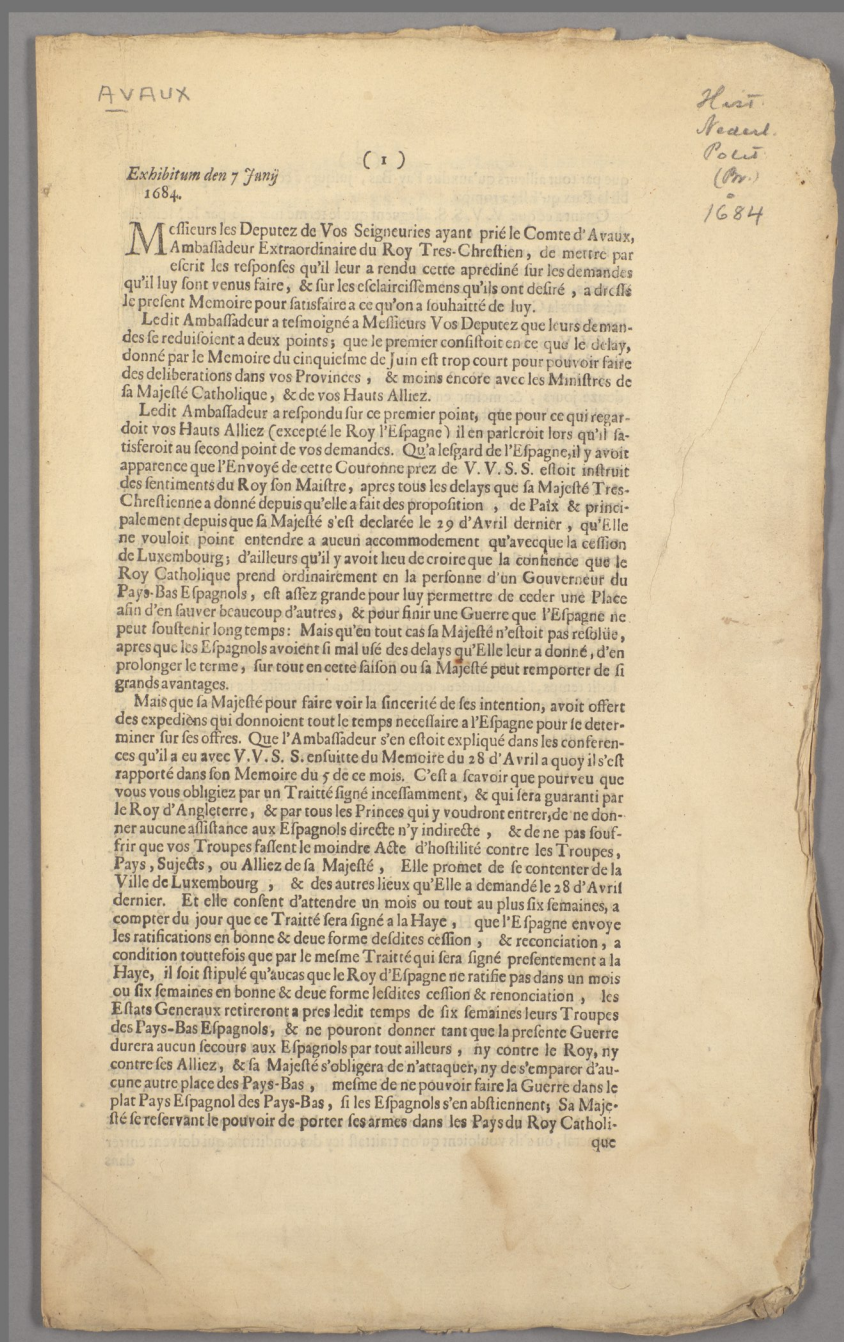 AVAUX
Hist.
Nederl.
Polit
(Br.)
1684
( 1 )
Exhibitum den 7 Junÿ
1684.
Messieurs les Deputez de Vos Seigneuries ayant prié le Comte d'Avaux,
Ambassadeur Extraordinaire du Roy Tres-Chrestien, de mettre par
escrit les responses qu'il leur a rendu cette aprediné sur les demandes
qu'il luy sont venus faire, & sur les esclaircissemens qu'ils ont desiré, a dressé
le present Memoire pour satisfaire a ce qu'on a souhaitté de luy.
Ledit Ambassadeur a tesmoigné a Messieurs Vos Deputez que leurs deman-
des se reduisoient a deux points; que le premier consistoit en ce que le delay,
donné par le Memoire du cinquiesme de Juin est trop court pour pouvoir faire
des deliberations dans vos Provinces, & moins encore avec les Ministres de
sa Majesté Catholique, & de vos Hauts Alliez.
Ledit Ambassadeur a respondu sur ce premier point, que pour ce qui regar-
doit vos Hauts Alliez (excepté le Roy l'Espagne) il en parleroit lors qu'il sa-
tisferoit au second point de vos demandes. Qu'a lesgard de l'Espagne, il y avoit
apparence que l'Envoyé de cette Couronne prez de V. V. S. S. estoit instruit
des sentiments du Roy son Maistre, apres tous les delays que sa Majesté Tres-
Chrestienne a donné depuis qu'elle a fait des proposition, de Paix & princi-
palement depuis que sa Majesté s'est declarée le 29 d'Avril dernier, qu'Elle
ne vouloit point entendre a aucun accommodement qu'avecque la cession
de Luxembourg; d'ailleurs qu'il y avoit lieu de croire que la confience que le
Roy Catholique prend ordinairement en la personne d'un Gouverneur du
Pays-Bas Espagnols, est assez grande pour luy permettre de ceder une Place
afin d'en sauver beaucoup d'autres, & pour finir une Guerre que l'Espagne ne
peut soustenir long temps: Mais qu'en tout cas sa Majesté n'estoit pas resolüe,
apres que les Espagnols avoient si mal usé des delays qu'Elle leur a donné, d'en
prolonger le terme, sur tout en cette saison ou sa Majesté peut remporter de si
grands avantages.
Mais que sa Majesté pour faire voir la sincerité de ses intention, avoit offert
des expediens qui donnoient tout le temps necessaire a l'Espagne pour se deter-
miner sur ses offres. Que l'Ambassadeur s'en estoit expliqué dans les conferen-
ces qu'il a eu avec V. V. S. S. ensuitte du Memoire du 28 d'Avril a quoy il s'est
rapporté dans son Memoire du 5 de ce mois. C'est a scavoir que pourveu que
vous vous obligiez par un Traitté signé incessamment, & qui sera guaranti par
le Roy d'Angleterre, & par tous les Princes qui y voudront entrer, de ne don-
ner aucune assistance aux Espagnols directe n'y indirecte, & de ne pas souf-
frir que vos Troupes fassent le moindre Acte d'hostilité contre les Troupes,
Pays, Sujects, ou Alliez de sa Majesté, Elle promet de se contenter de la
Ville de Luxembourg, & des autres lieux qu'Elle a demandé le 28 d'Avril
dernier. Et elle consent d'attendre un mois ou tout au plus six semaines, a
compter du jour que ce Traitté sera signé a la Haye, que l'Espagne envoye
les ratifications en bonne & deue forme desdites cession, & reconciation, a
condition touttefois que par le mesme Traitté qui sera signé presentement a la
Haye, il soit stipulé qu'aucas que le Roy d'Espagne ne ratifie pas dans un mois
ou six semaines en bonne & deue forme lesdites cession & renonciation, les
Estats Generaux retireront a pres ledit temps de six semaines leurs Troupes
des Pays-Bas Espagnols, & ne pouront donner tant que la presente Guerre
durera aucun secours aux Espagnols par tout ailleurs, ny contre le Roy, ny
contre ses Alliez, & sa Majesté s'obligera de n'attaquer, ny de s'emparer d'au-
cune autre place des Pays-Bas, mesme de ne pouvoir faire la Guerre dans le
plat Pays Espagnol des Pays-Bas, si les Espagnols s'en abstiennent; Sa Maje-
sté se reservant le pouvoir de porter ses armes dans les Pays du Roy Catholi-
que